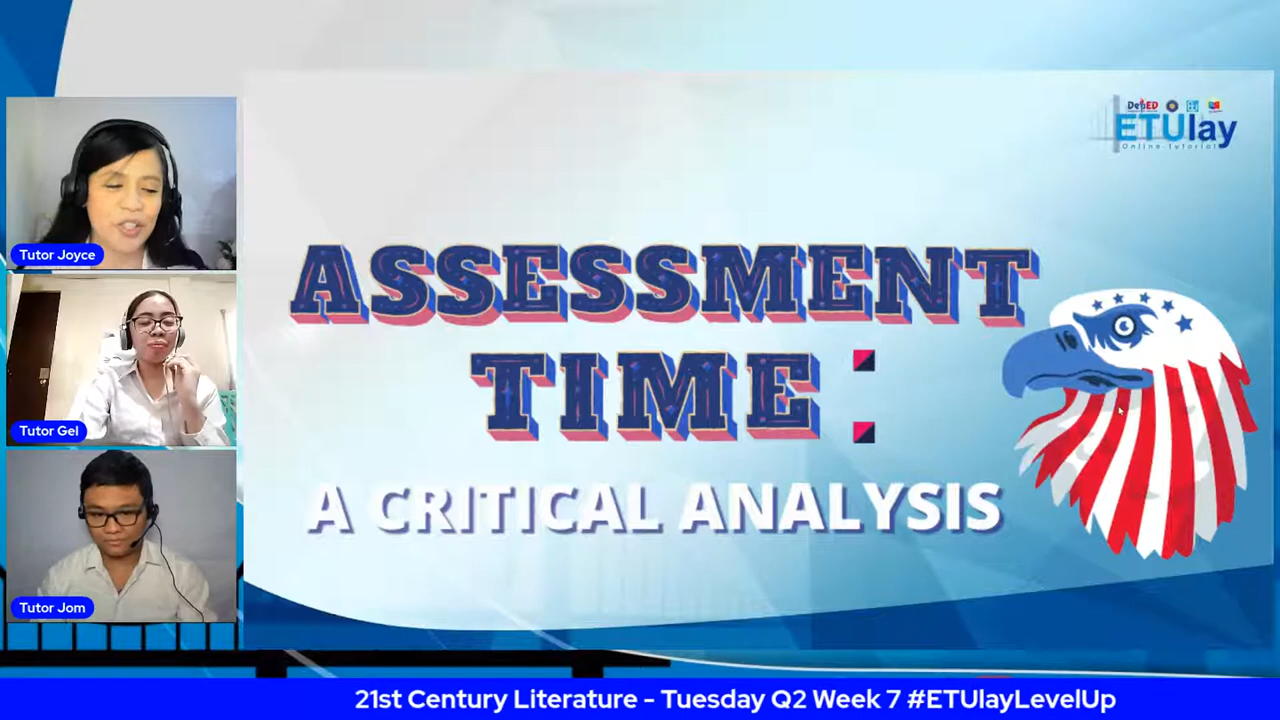 DepED
ETUlay
Online Tutorial
Tutor Joyce
ASSESSMENT
TIME :
A CRITICAL ANALYSIS
Tutor Gel
Tutor Jom
21st Century Literature - Tuesday Q2 Week 7 #ETUlayLevelUp